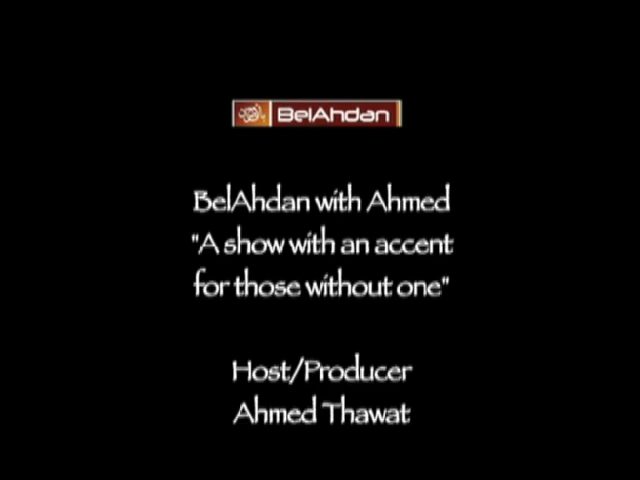 BelAhdan
BelAhdan with Ahmed
"A show with an accent
for those without one"
Host/Producer
Ahmed Thawat